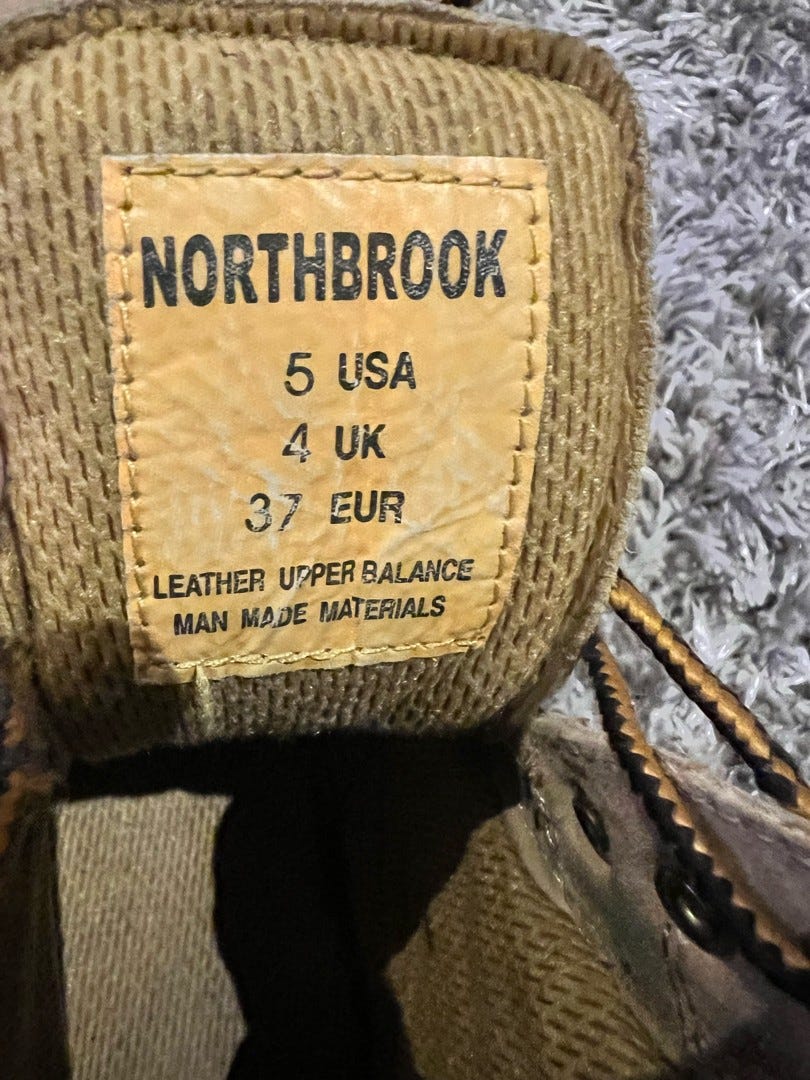 NORTHBROOK
5 USA
4 UK
37 EUR
LEATHER UPPER BALANCE
MAN MADE MATERIALS